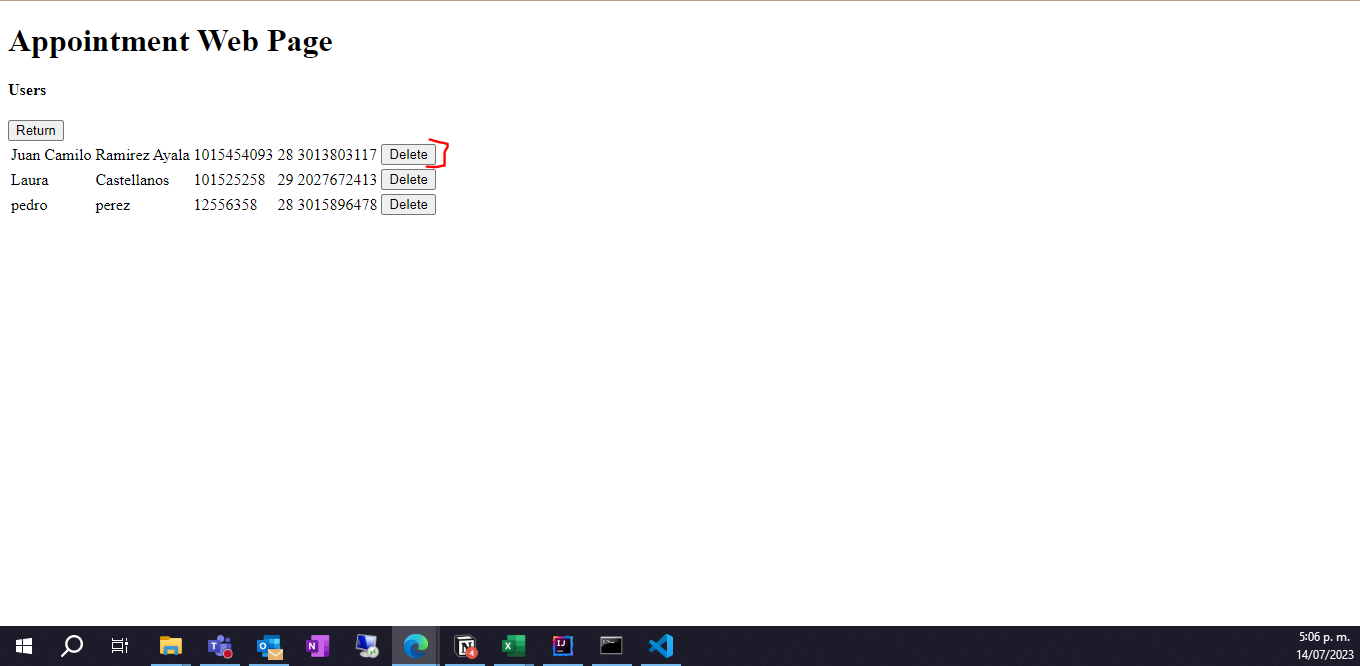 Appointment Web Page
Users
Return
Juan Camilo Ramirez Ayala 1015454093 28 3013803117 Delete
Laura Castellanos 101525258 29 2027672413 Delete
pedro perez 12556358 28 3015896478 Delete
5:06 p. m.
14/07/2023